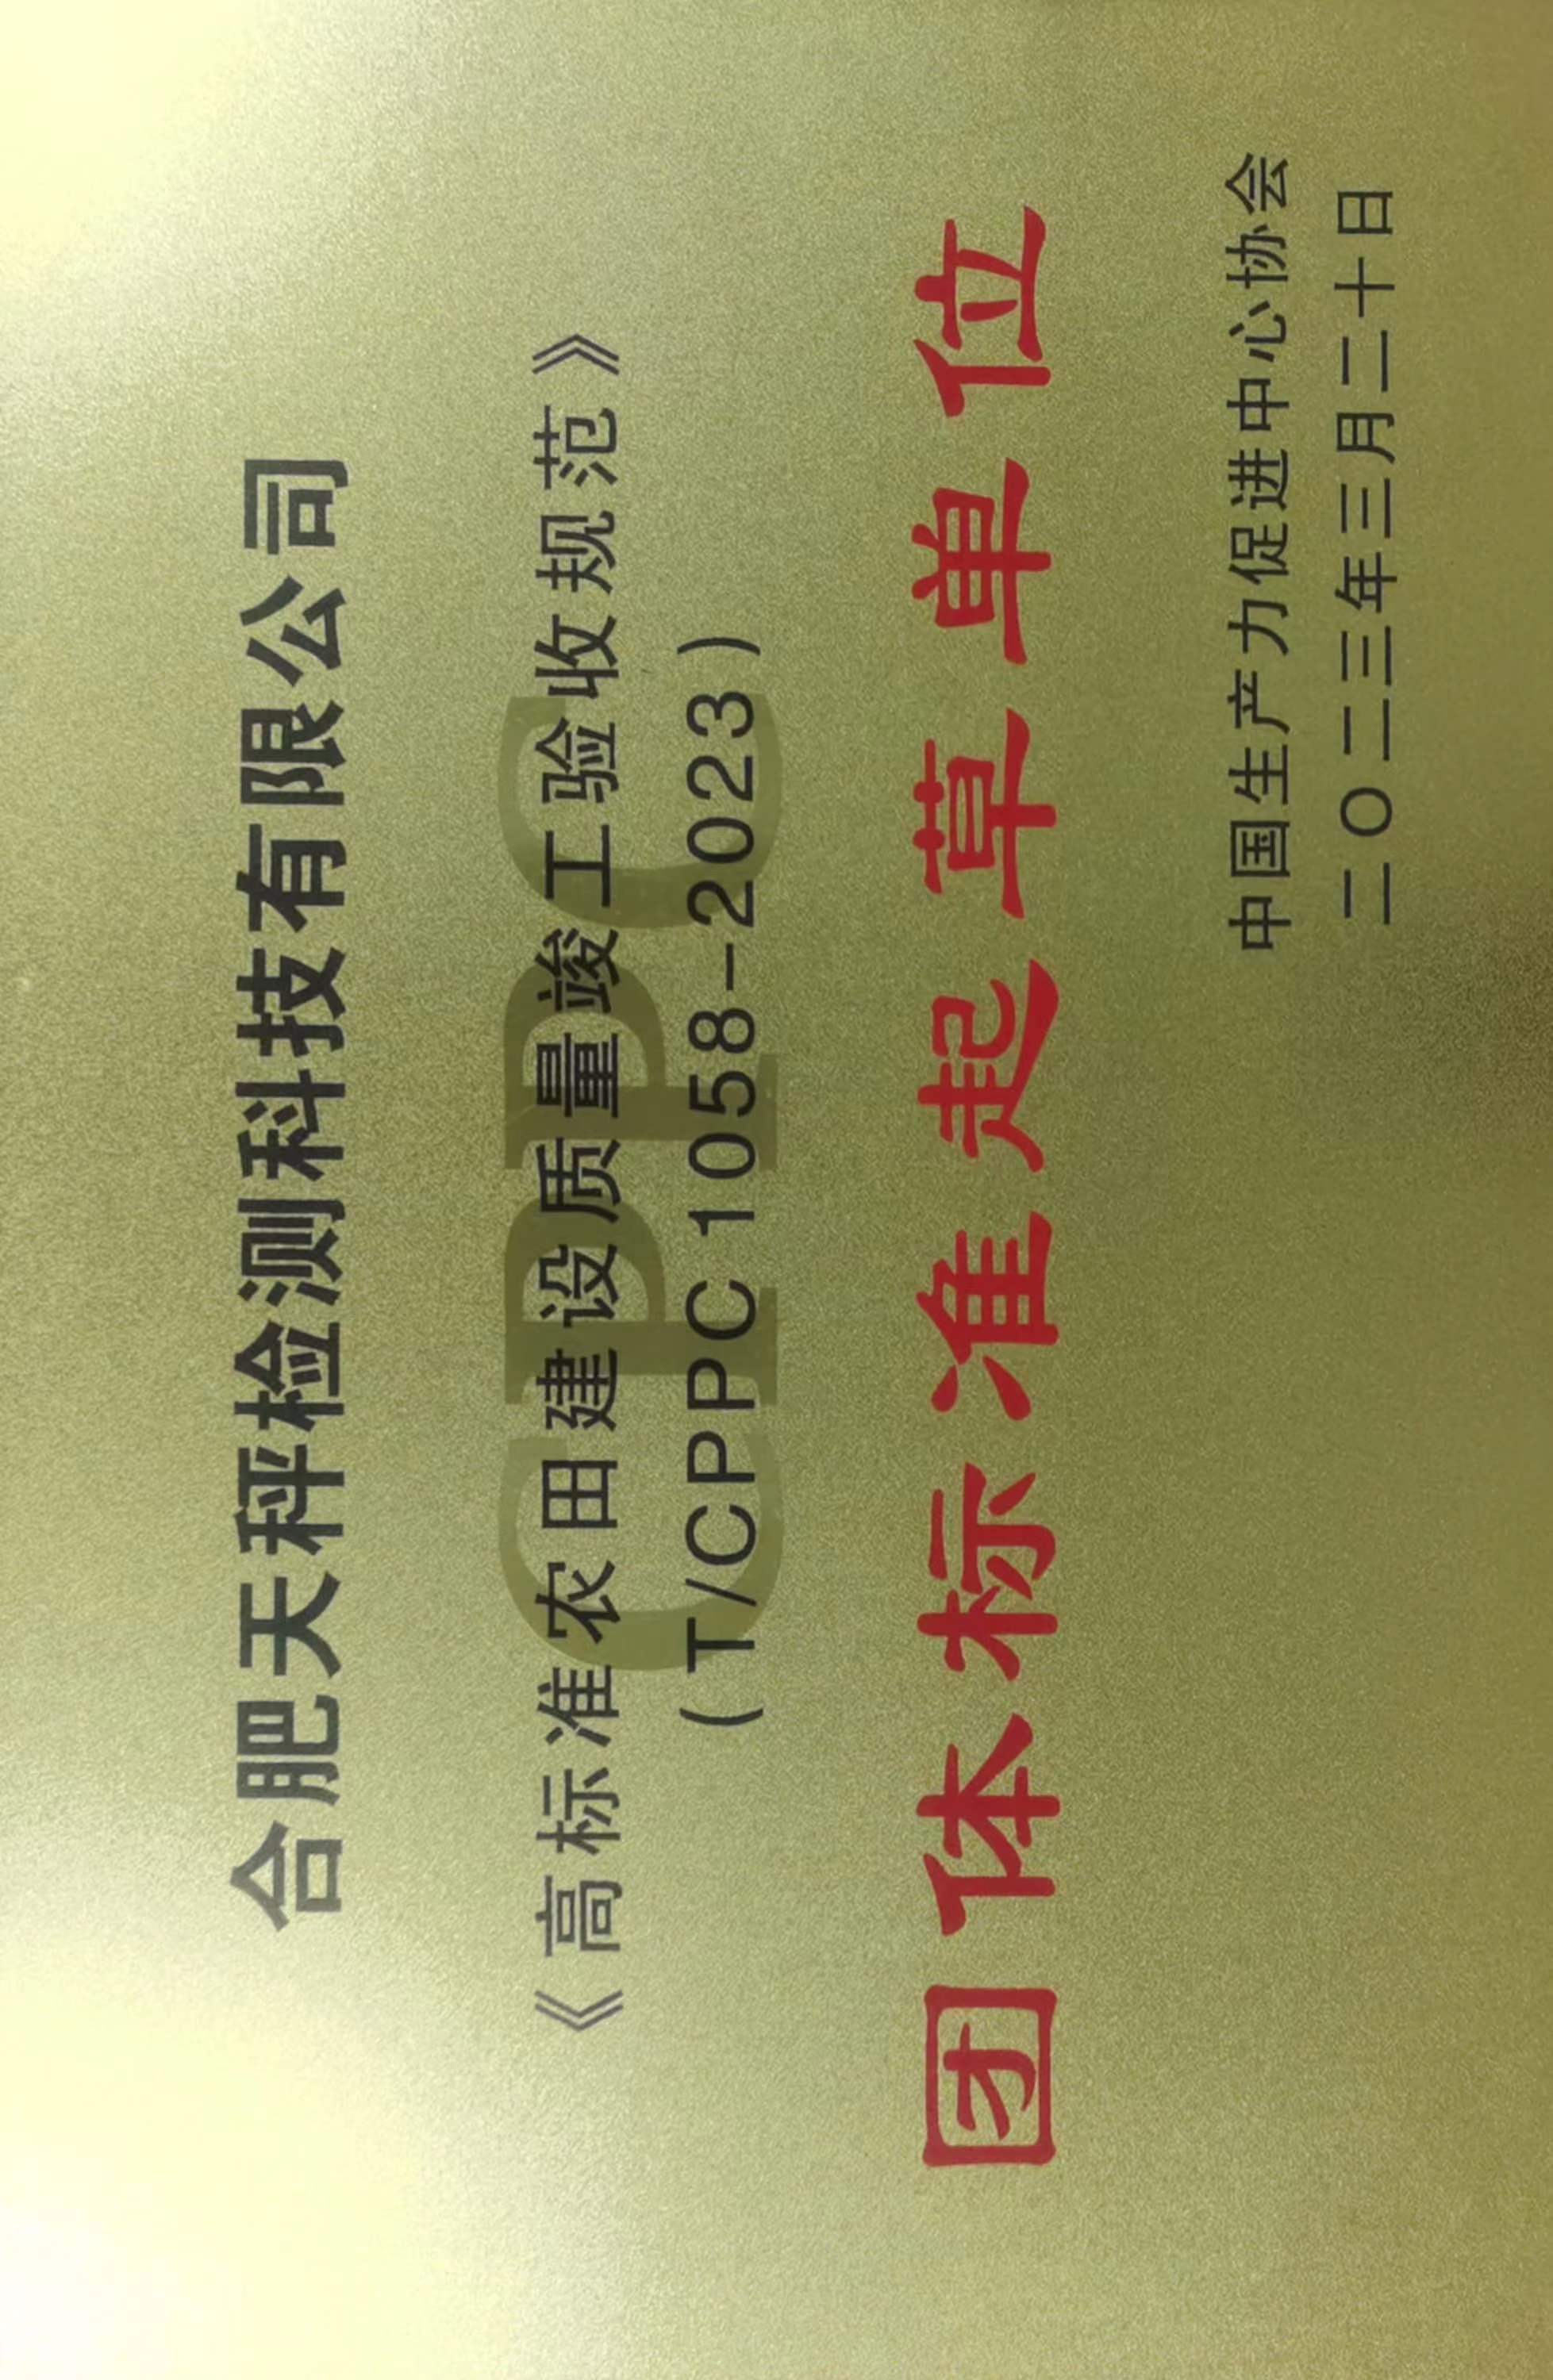 合肥天秤检测科技有限公司
《高标准农田建设质量竣工验收规范》
(T/CPPC 1058-2023)
CPPC
团体标准起草单位
中国生产力促进中心协会
二〇二三年三月二十日